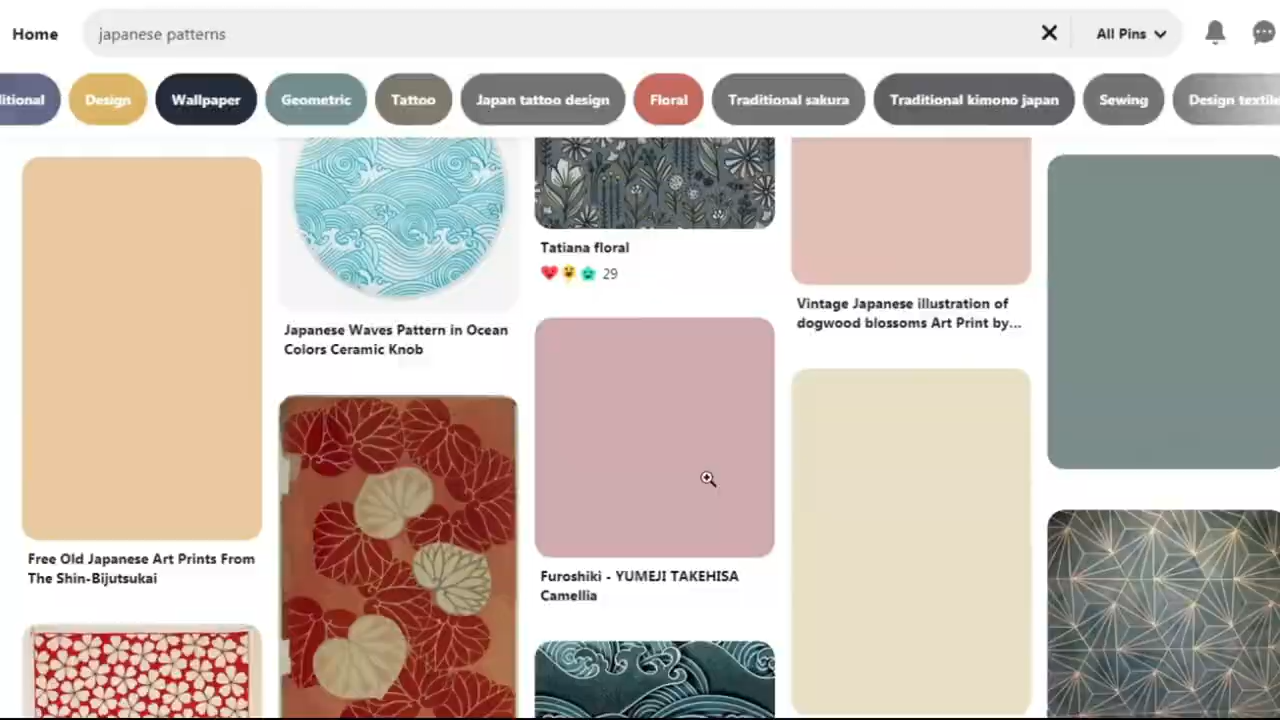 Home
japanese patterns
All Pins
litional
Design
Wallpaper
Geometric
Tattoo
Japan tattoo design
Floral
Traditional sakura
Traditional kimono japan
Sewing
Design textile
Tatiana floral
29
Japanese Waves Pattern in Ocean
Colors Ceramic Knob
Vintage Japanese illustration of
dogwood blossoms Art Print by...
Free Old Japanese Art Prints From
The Shin-Bijutsukai
Furoshiki - YUMEJI TAKEHISA
Camellia